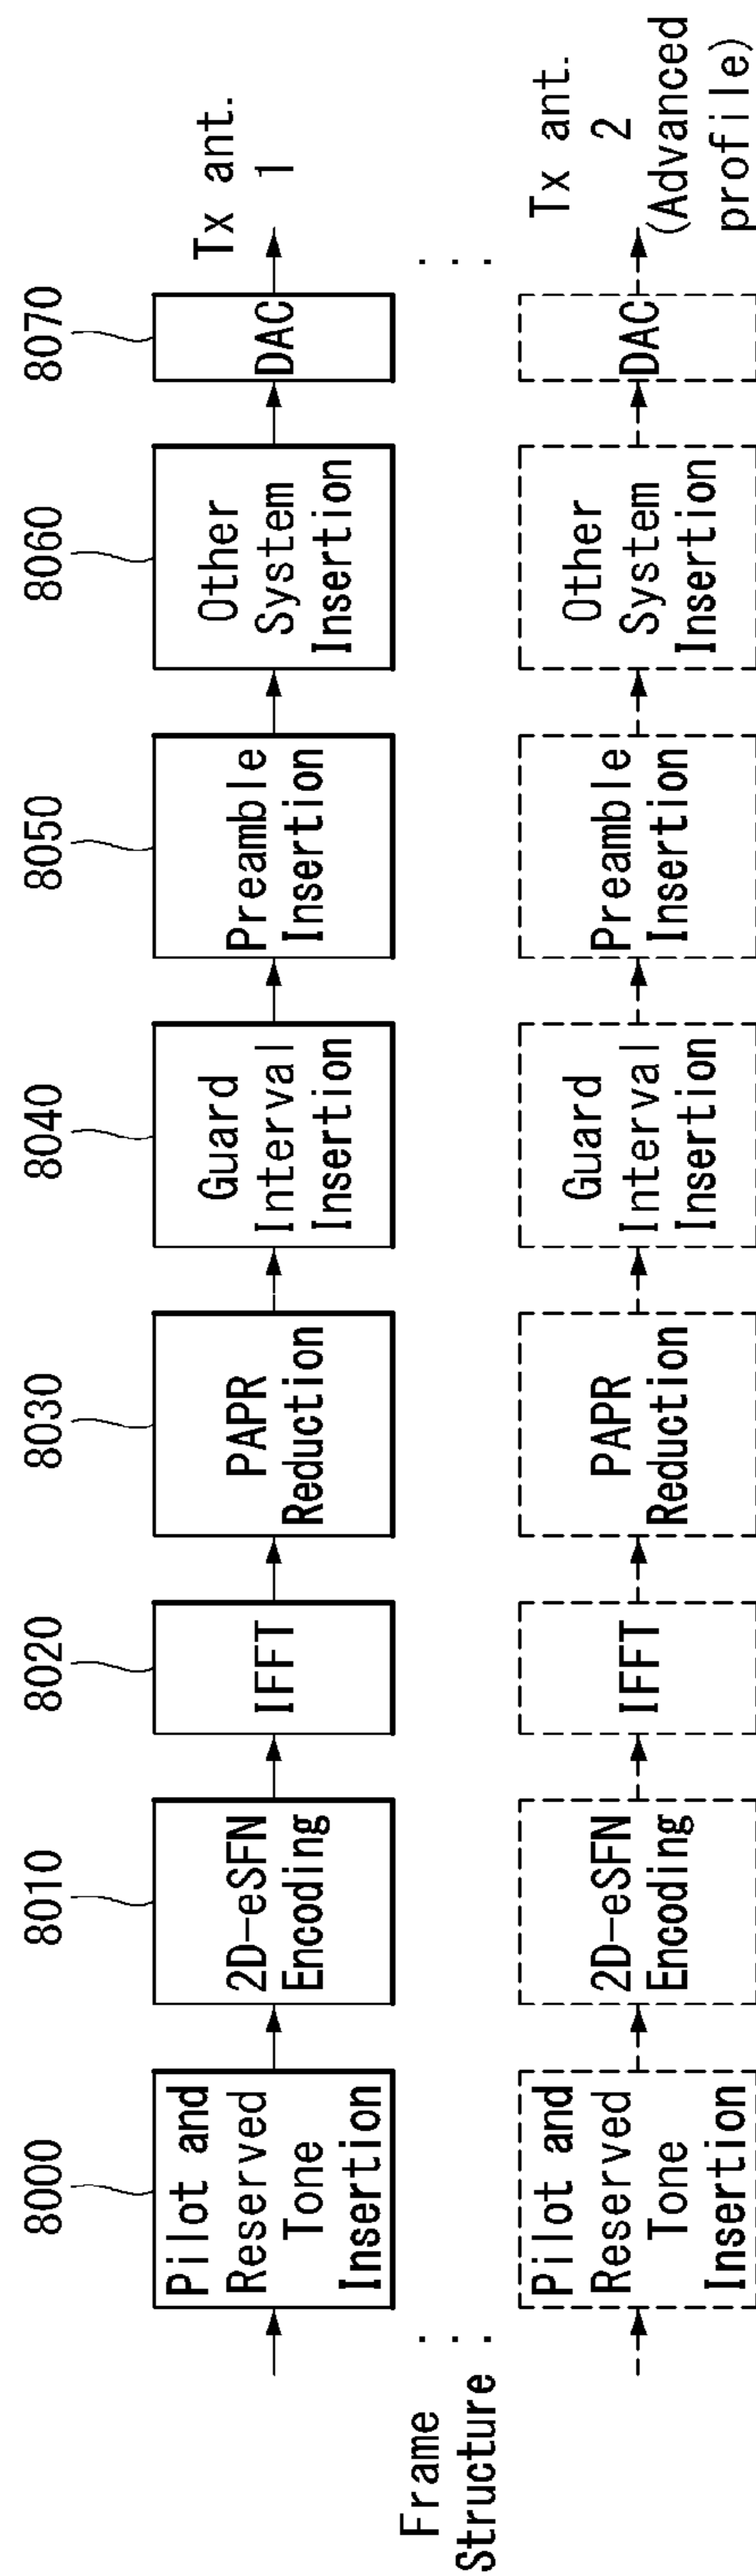 8000
8010
8020
8030
8040
8050
8060
8070
Pilot and
Reserved
Tone
Insertion
2D-eSFN
Encoding
IFFT
PAPR
Reduction
Guard
Interval
Insertion
Preamble
Insertion
Other
System
Insertion
DAC
Tx ant.
1
Frame
Structure
...
...
Pilot and
Reserved
Tone
Insertion
2D-eSFN
Encoding
IFFT
PAPR
Reduction
Guard
Interval
Insertion
Preamble
Insertion
Other
System
Insertion
DAC
Tx ant.
2
(Advanced
profile)